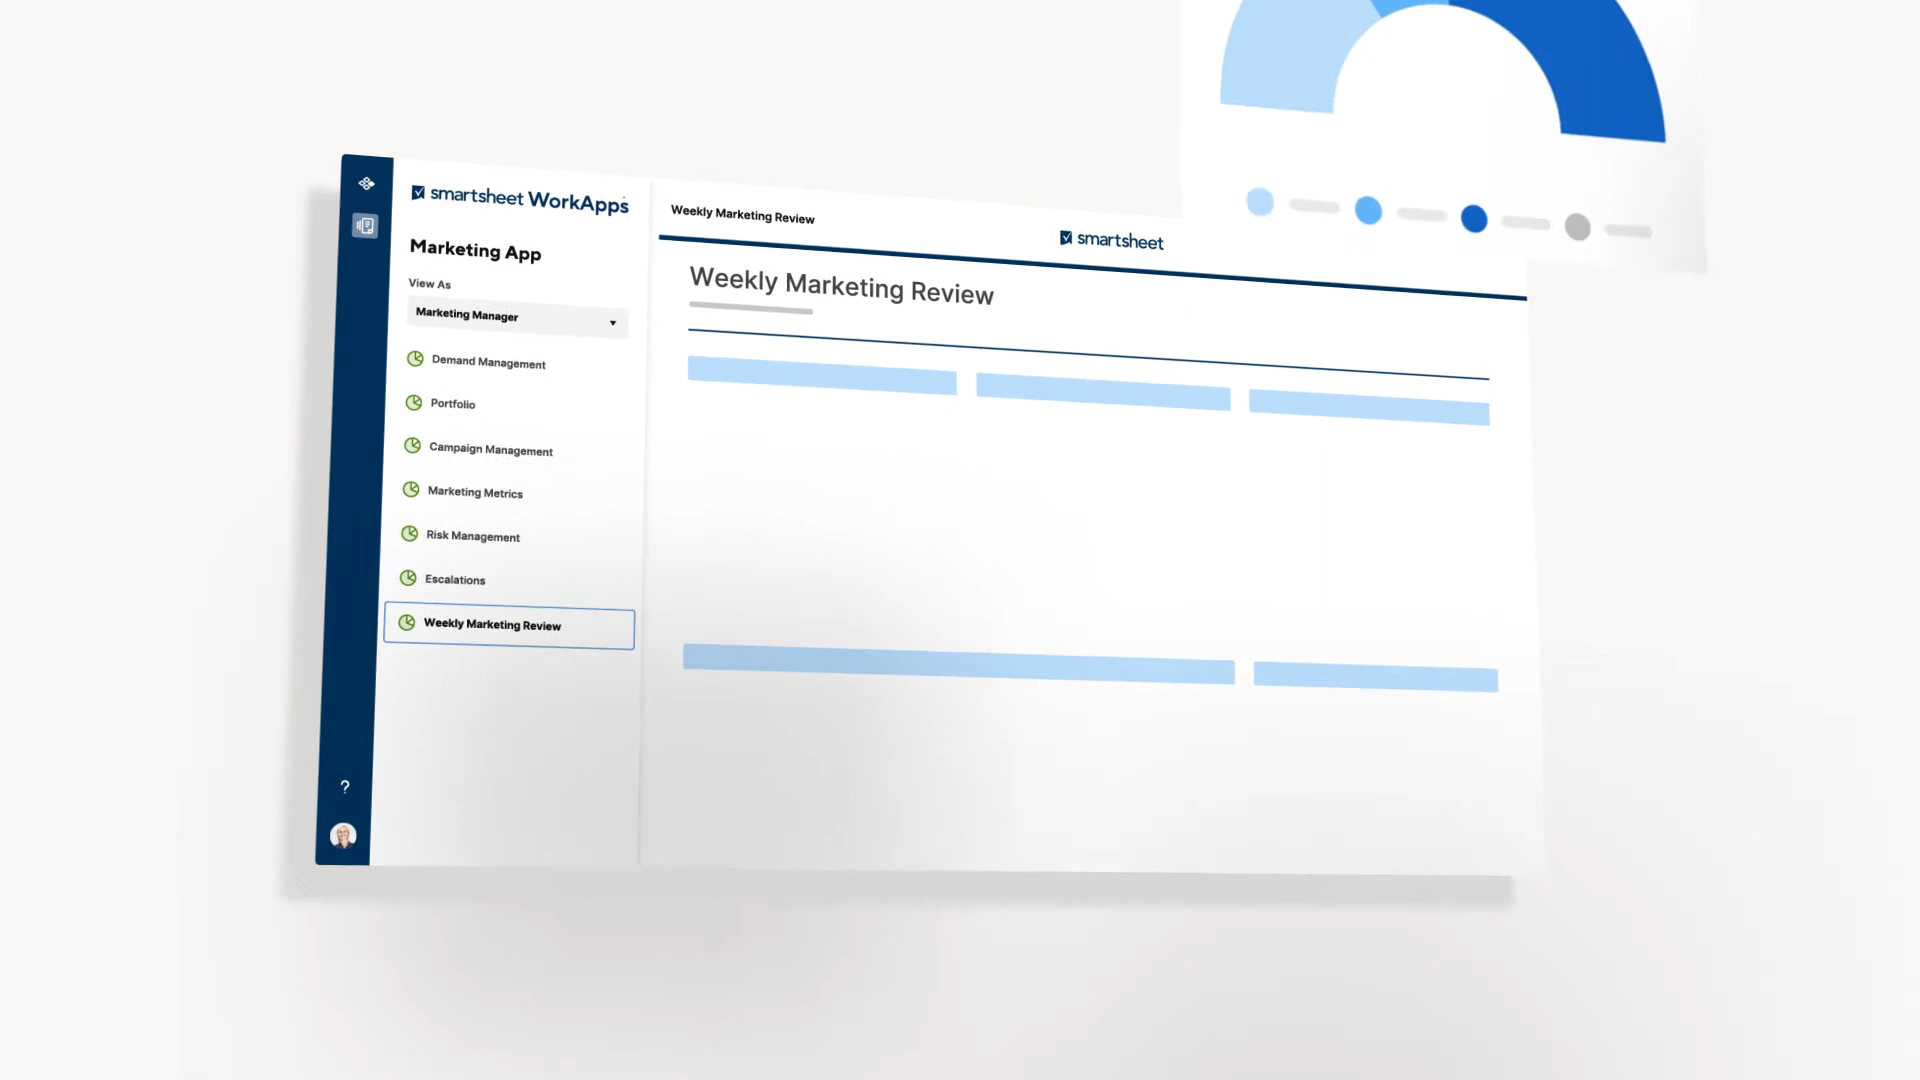 smartsheet WorkApps
Marketing App
View As
Marketing Manager
Demand Management
Portfolio
Campaign Management
Marketing Metrics
Risk Management
Escalations
Weekly Marketing Review
?
Weekly Marketing Review
smartsheet
Weekly Marketing Review